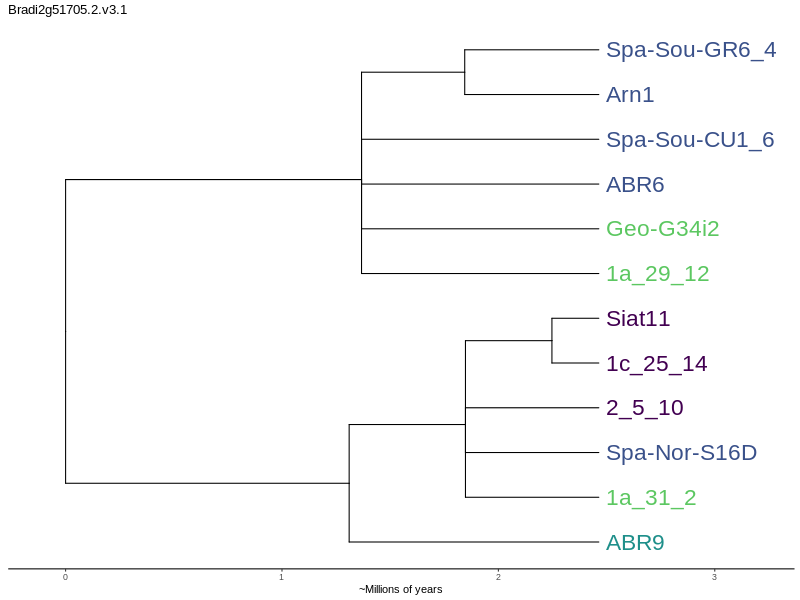 Bradi2g51705.2.v3.1
Spa-Sou-GR6_4
Arn1
Spa-Sou-CU1_6
ABR6
Geo-G34i2
1a_29_12
Siat11
1c_25_14
2_5_10
Spa-Nor-S16D
1a_31_2
ABR9
0 1 2 3
~Millions of years